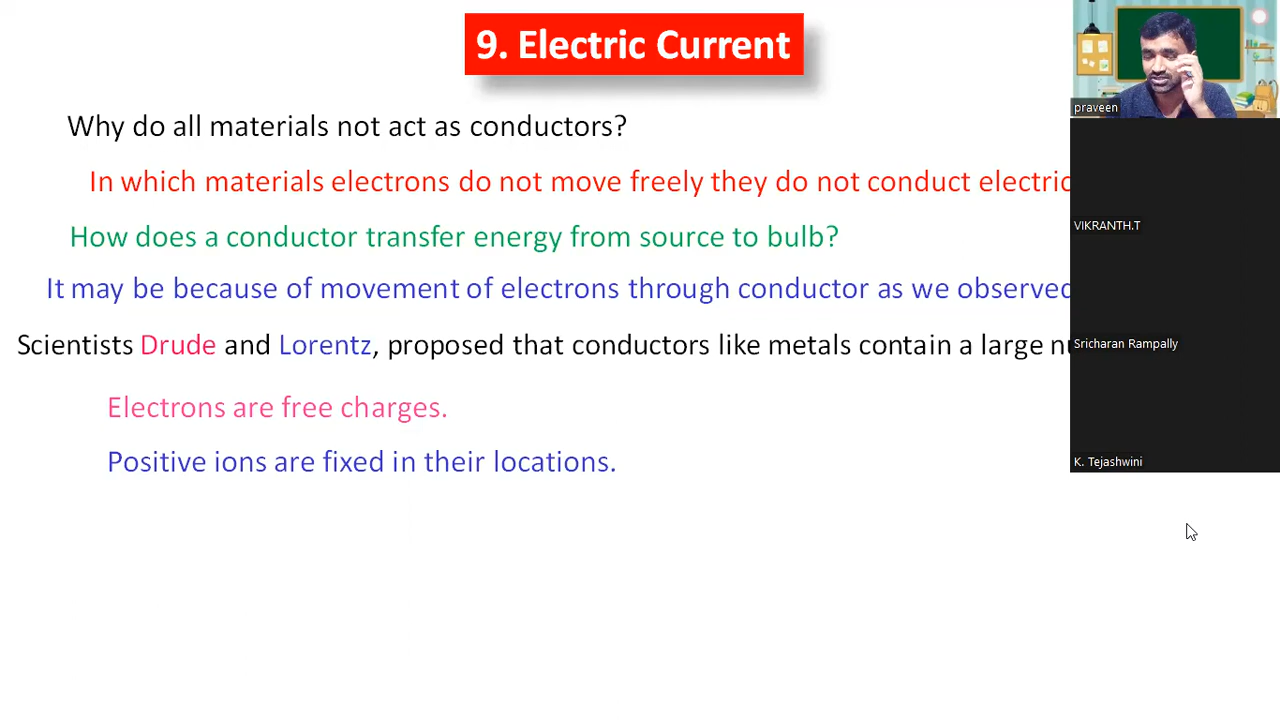 9. Electric Current
Why do all materials not act as conductors?
In which materials electrons do not move freely they do not conduct
How does a conductor transfer energy from source to bulb?
It may be because of movement of electrons through conductor as we observed
Scientists Drude and Lorentz, proposed that conductors like metals contain a large
Electrons are free charges.
Positive ions are fixed in their locations.
praveen
VIKRANTH.T
Sricharan Rampally
K. Tejashwini